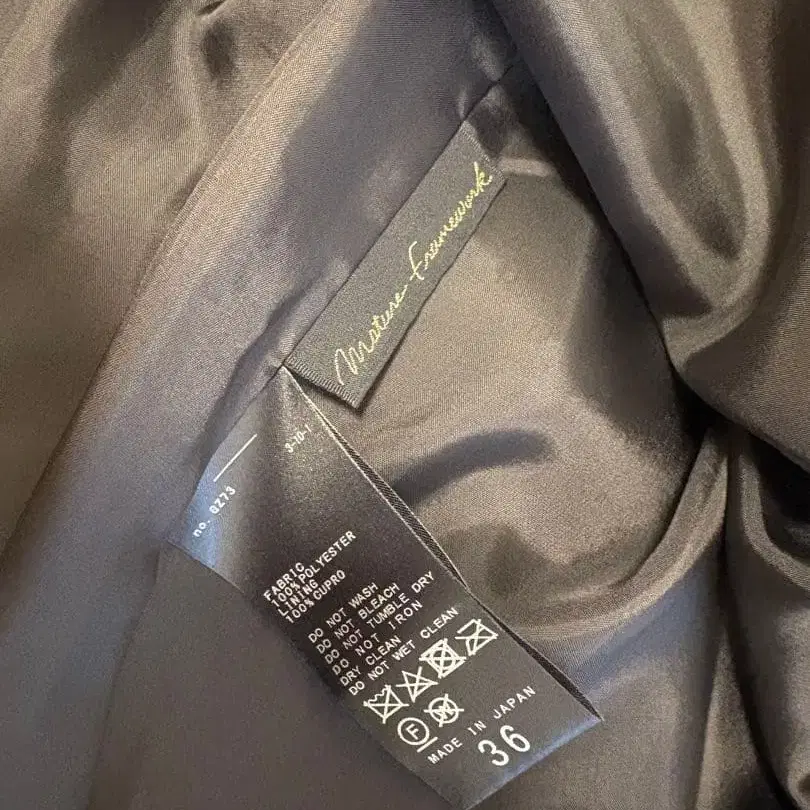 Mature Framework.
3-10-1
no. GZ73
FABRIC
100% POLYESTER
LINING
100% CUPRO
DO NOT WASH
DO NOT BLEACH
DO NOT TUMBLE DRY
DO NOT IRON
DRY CLEAN
DO NOT WET CLEAN
F W
MADE IN JAPAN
36